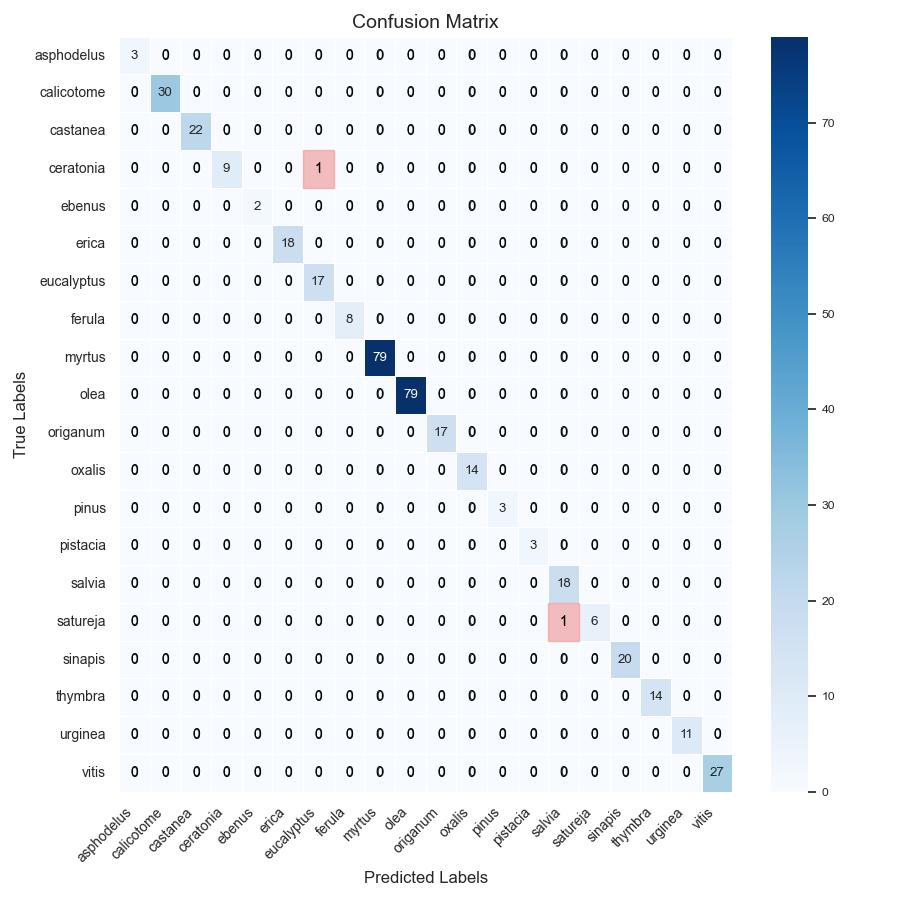 Confusion Matrix
asphodelus 3 0 0 0 0 0 0 0 0 0 0 0 0 0 0 0 0 0 0 0
calicotome 0 30 0 0 0 0 0 0 0 0 0 0 0 0 0 0 0 0 0 0
castanea 0 0 22 0 0 0 0 0 0 0 0 0 0 0 0 0 0 0 0 0
ceratonia 0 0 0 9 0 0 1 0 0 0 0 0 0 0 0 0 0 0 0 0
ebenus 0 0 0 0 2 0 0 0 0 0 0 0 0 0 0 0 0 0 0 0
erica 0 0 0 0 0 18 0 0 0 0 0 0 0 0 0 0 0 0 0 0
eucalyptus 0 0 0 0 0 0 17 0 0 0 0 0 0 0 0 0 0 0 0 0
ferula 0 0 0 0 0 0 0 8 0 0 0 0 0 0 0 0 0 0 0 0
myrtus 0 0 0 0 0 0 0 0 79 0 0 0 0 0 0 0 0 0 0 0
olea 0 0 0 0 0 0 0 0 0 79 0 0 0 0 0 0 0 0 0 0
origanum 0 0 0 0 0 0 0 0 0 0 17 0 0 0 0 0 0 0 0 0
oxalis 0 0 0 0 0 0 0 0 0 0 0 14 0 0 0 0 0 0 0 0
pinus 0 0 0 0 0 0 0 0 0 0 0 0 3 0 0 0 0 0 0 0
pistacia 0 0 0 0 0 0 0 0 0 0 0 0 0 3 0 0 0 0 0 0
salvia 0 0 0 0 0 0 0 0 0 0 0 0 0 0 18 0 0 0 0 0
satureja 0 0 0 0 0 0 0 0 0 0 0 0 0 0 1 6 0 0 0 0
sinapis 0 0 0 0 0 0 0 0 0 0 0 0 0 0 0 0 20 0 0 0
thymbra 0 0 0 0 0 0 0 0 0 0 0 0 0 0 0 0 0 14 0 0
urginea 0 0 0 0 0 0 0 0 0 0 0 0 0 0 0 0 0 0 11 0
vitis 0 0 0 0 0 0 0 0 0 0 0 0 0 0 0 0 0 0 0 27
True Labels
asphodelus calicotome castanea ceratonia ebenus erica eucalyptus ferula myrtus olea origanum oxalis pinus pistacia salvia satureja sinapis thymbra urginea vitis
Predicted Labels
70
60
50
40
30
20
10
0